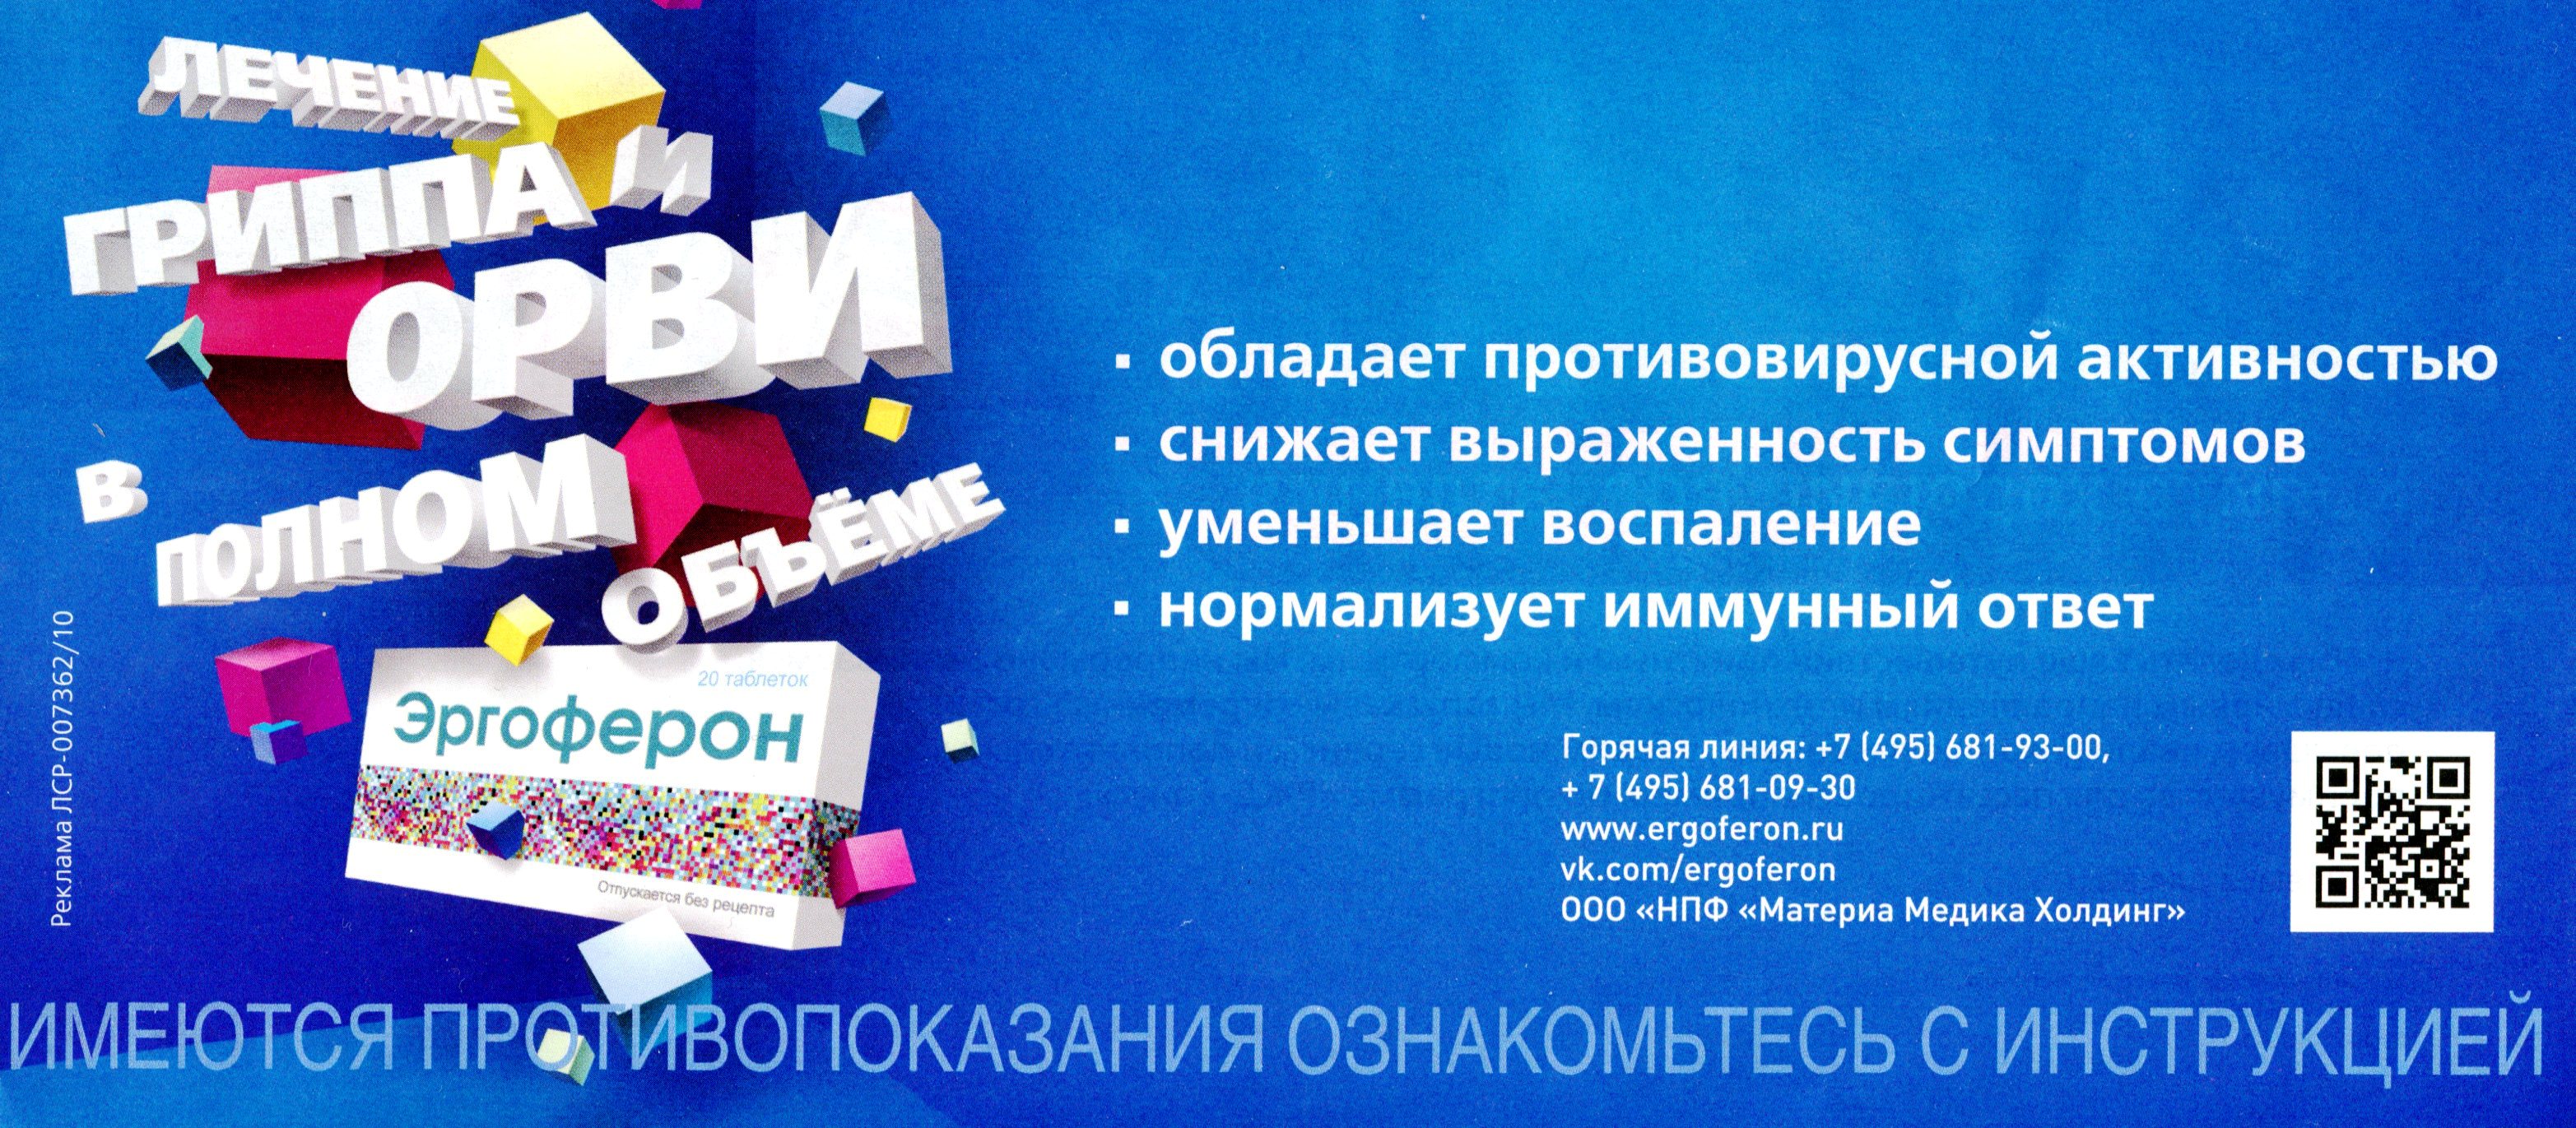 ЛЕЧЕНИЕ
ГРИППА И
ОРВИ
В
ПОЛНОМ
ОБЪЁМЕ
20 таблеток
Эргоферон
Отпускается без рецепта
Реклама ЛСР-007362/10
▪ обладает противовирусной активностью
▪ снижает выраженность симптомов
▪ уменьшает воспаление
▪ нормализует иммунный ответ
Горячая линия: +7 (495) 681-93-00,
+ 7 (495) 681-09-30
www.ergoferon.ru
vk.com/ergoferon
ООО «НПФ «Материа Медика Холдинг»
ИМЕЮТСЯ ПРОТИВОПОКАЗАНИЯ ОЗНАКОМЬТЕСЬ С ИНСТРУКЦИЕЙ